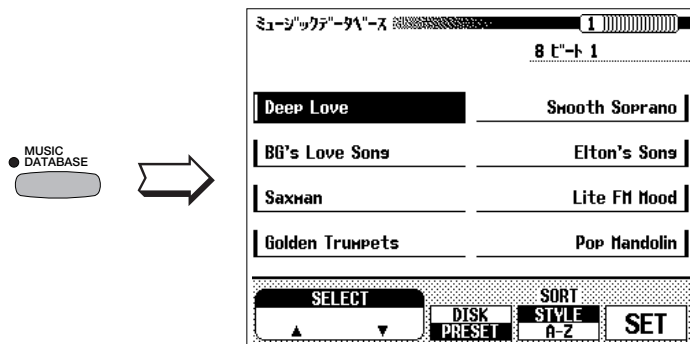 ミュージックデータベース
1
8 ビート 1
Deep Love
Smooth Soprano
MUSIC
DATABASE
BG's Love Song
Elton's Song
Saxman
Lite FM Mood
Golden Trumpets
Pop Mandolin
SELECT
SORT
DISK
STYLE
PRESET
A-Z
SET